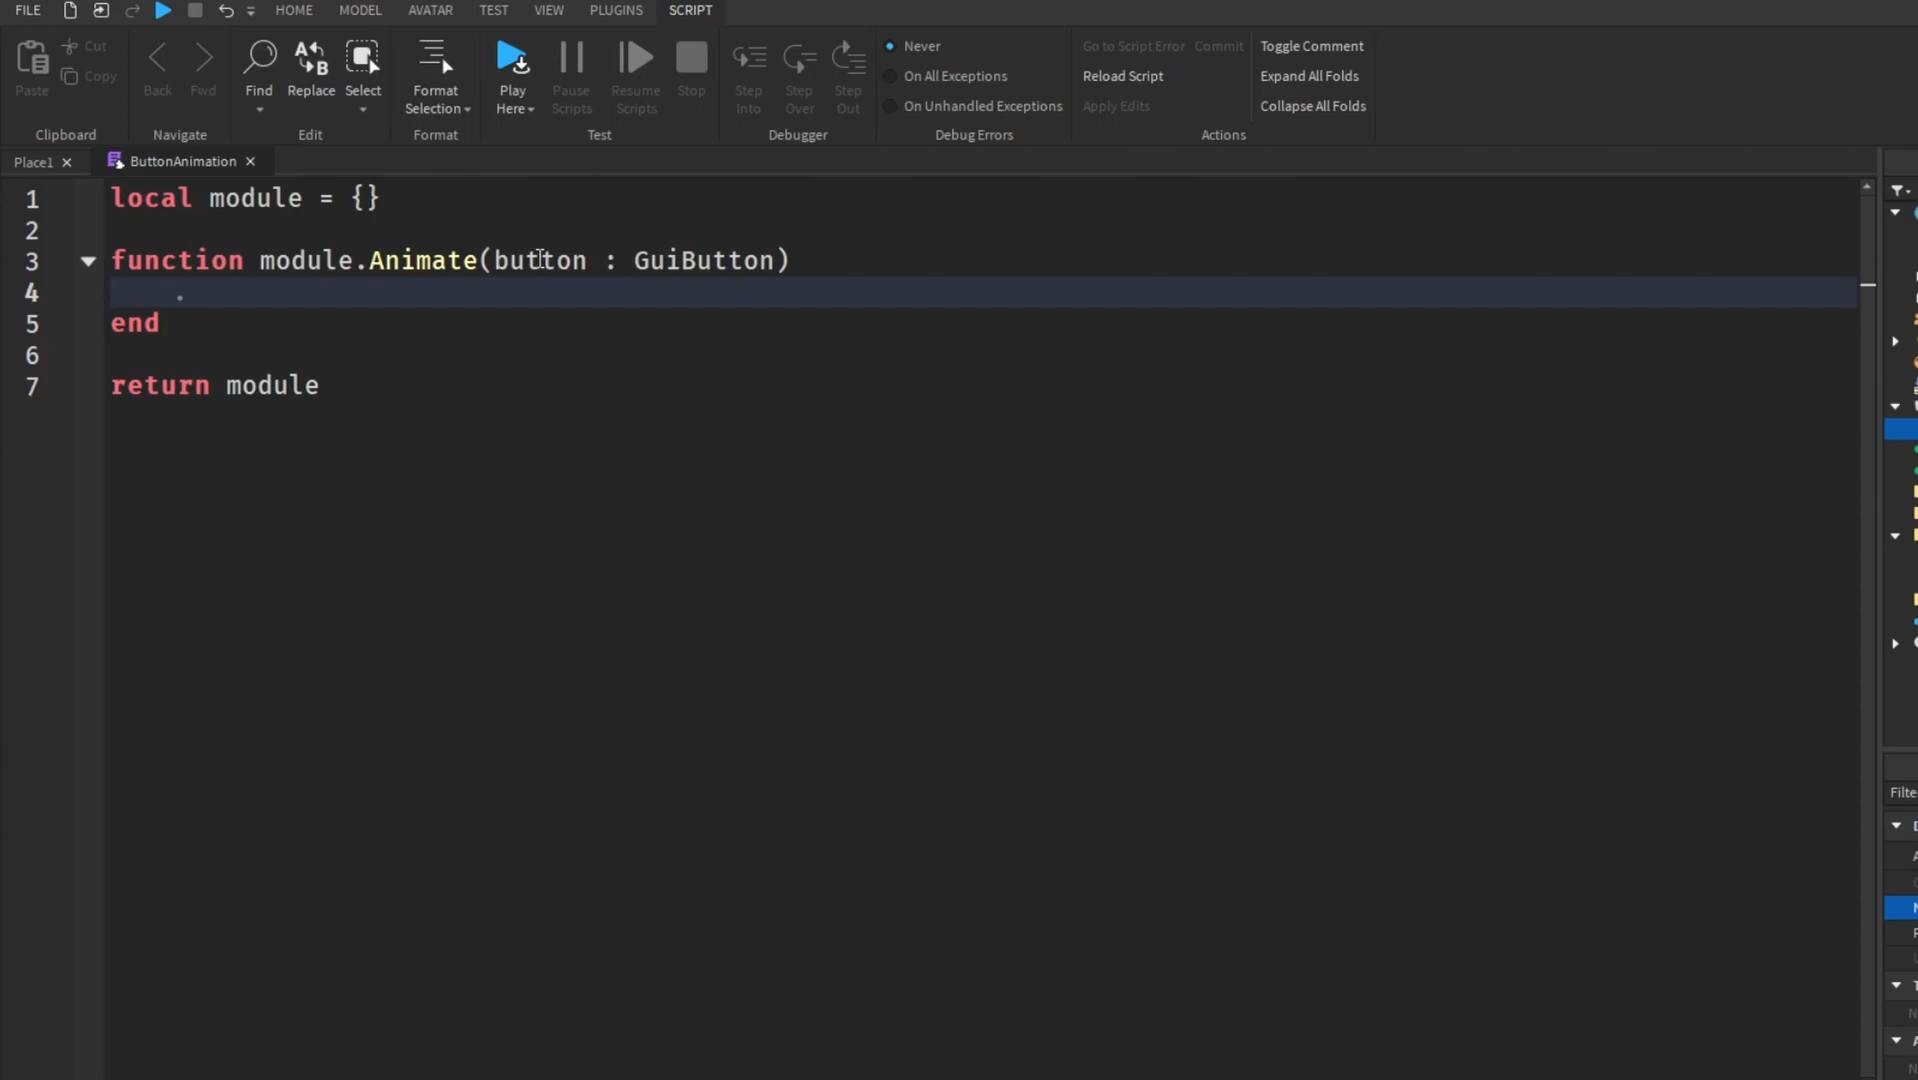 FILE HOME MODEL AVATAR TEST VIEW PLUGINS SCRIPT
Paste
Cut
Copy
Clipboard
Back Fwd
Navigate
Find Replace Select
Edit
Format
Selection
Format
Play
Here
Pause
Scripts
Resume
Scripts
Stop
Test
Step
Into
Step
Over
Step
Out
Debugger
Never
On All Exceptions
On Unhandled Exceptions
Debug Errors
Go to Script Error Commit
Reload Script
Apply Edits
Toggle Comment
Expand All Folds
Collapse All Folds
Actions
Place1 × ButtonAnimation ×
1 local module = {}
2
3 function module.Animate(button : GuiButton)
4
5 end
6
7 return module
Filte